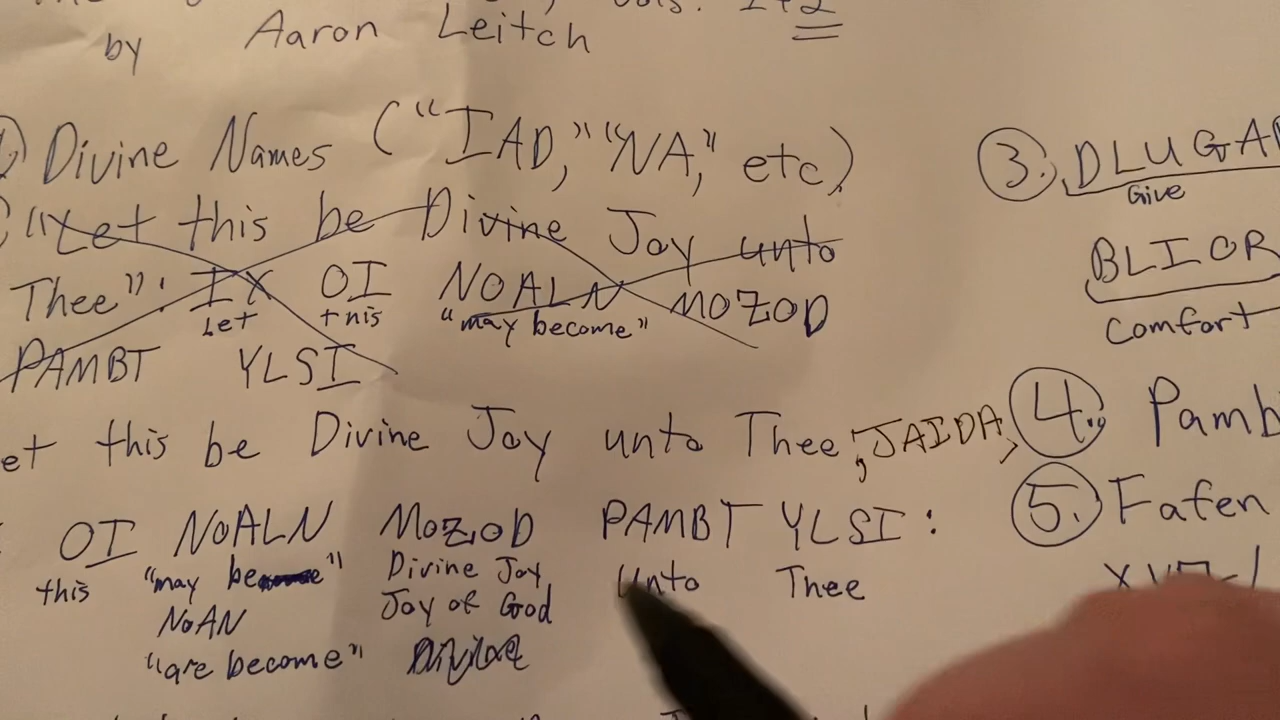 by Aaron Leitch
Divine Names ("IAD," "NA," etc)
"Let this be Divine Joy unto
Thee": IX OI NOALN MOZOD
Let this "may become"
PAMBT YLSI
et this be Divine Joy unto Thee, JAIDA
OI NOALN MOZOD PAMBT YLSI:
this "may be" Divine Joy Unto Thee
NOAN Joy of God
"are become"
3. DLUGAR
Give
BLIOR
Comfort
4. Pamb
5. Fafen